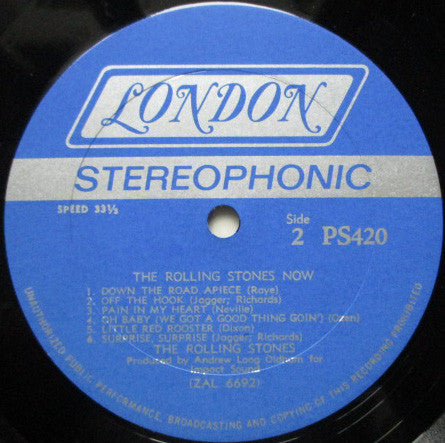 LONDON
STEREOPHONIC
SPEED 33⅓
Side
2 PS420
THE ROLLING STONES NOW
1. DOWN THE ROAD APIECE (Raye)
2. OFF THE HOOK (Jagger; Richards)
3. PAIN IN MY HEART (Neville)
4. OH BABY (WE GOT A GOOD THING GOIN') (Ozen)
5. LITTLE RED ROOSTER (Dixon)
6. SURPRISE, SURPRISE (Jagger; Richards)
THE ROLLING STONES
Produced by Andrew Loog Oldham for
Impact Sound
(ZAL 6692)
UNAUTHORIZED PUBLIC PERFORMANCE, BROADCASTING AND COPYING OF THIS RECORDING PROHIBITED